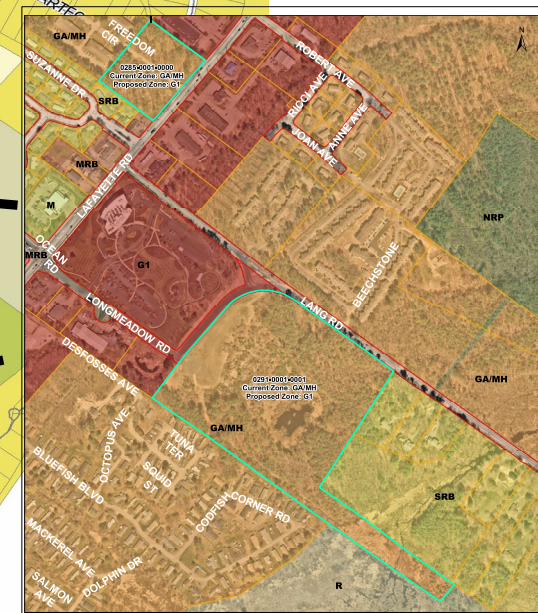 GA/MH
FREEDOM
CIR
N
0285-0001-0000
Current Zone: GA/MH
Proposed Zone: G1
SUZANNE DR
SRB
ROBERT AVE
RICCI AVE
ANNE AVE
JOAN AVE
MRB
LAFAYETTE RD
M
NRP
OCEAN
RD
MRB
G1
BEECHSTONE
LANG RD
LONGMEADOW RD
DESFOSSES AVE
0291-0001-0001
Current Zone: GA/MH
Proposed Zone: G1
GA/MH
GA/MH
OCTOPUS AVE
TUNA
TER
SQUID
ST
BLUEFISH BLVD
CODFISH CORNER RD
SRB
MACKEREL AVE
DOLPHIN DR
SALMON
AVE
R